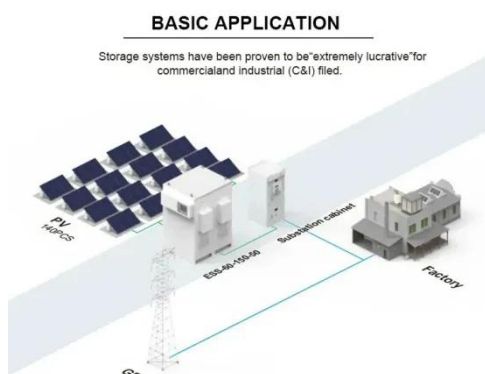 BASIC APPLICATION
Storage systems have been proven to be“extremely lucrative”for
commercialand industrial (C&I) filed.
PV
140PCS
ESS-60-150-50
Substation cabinet
Factory